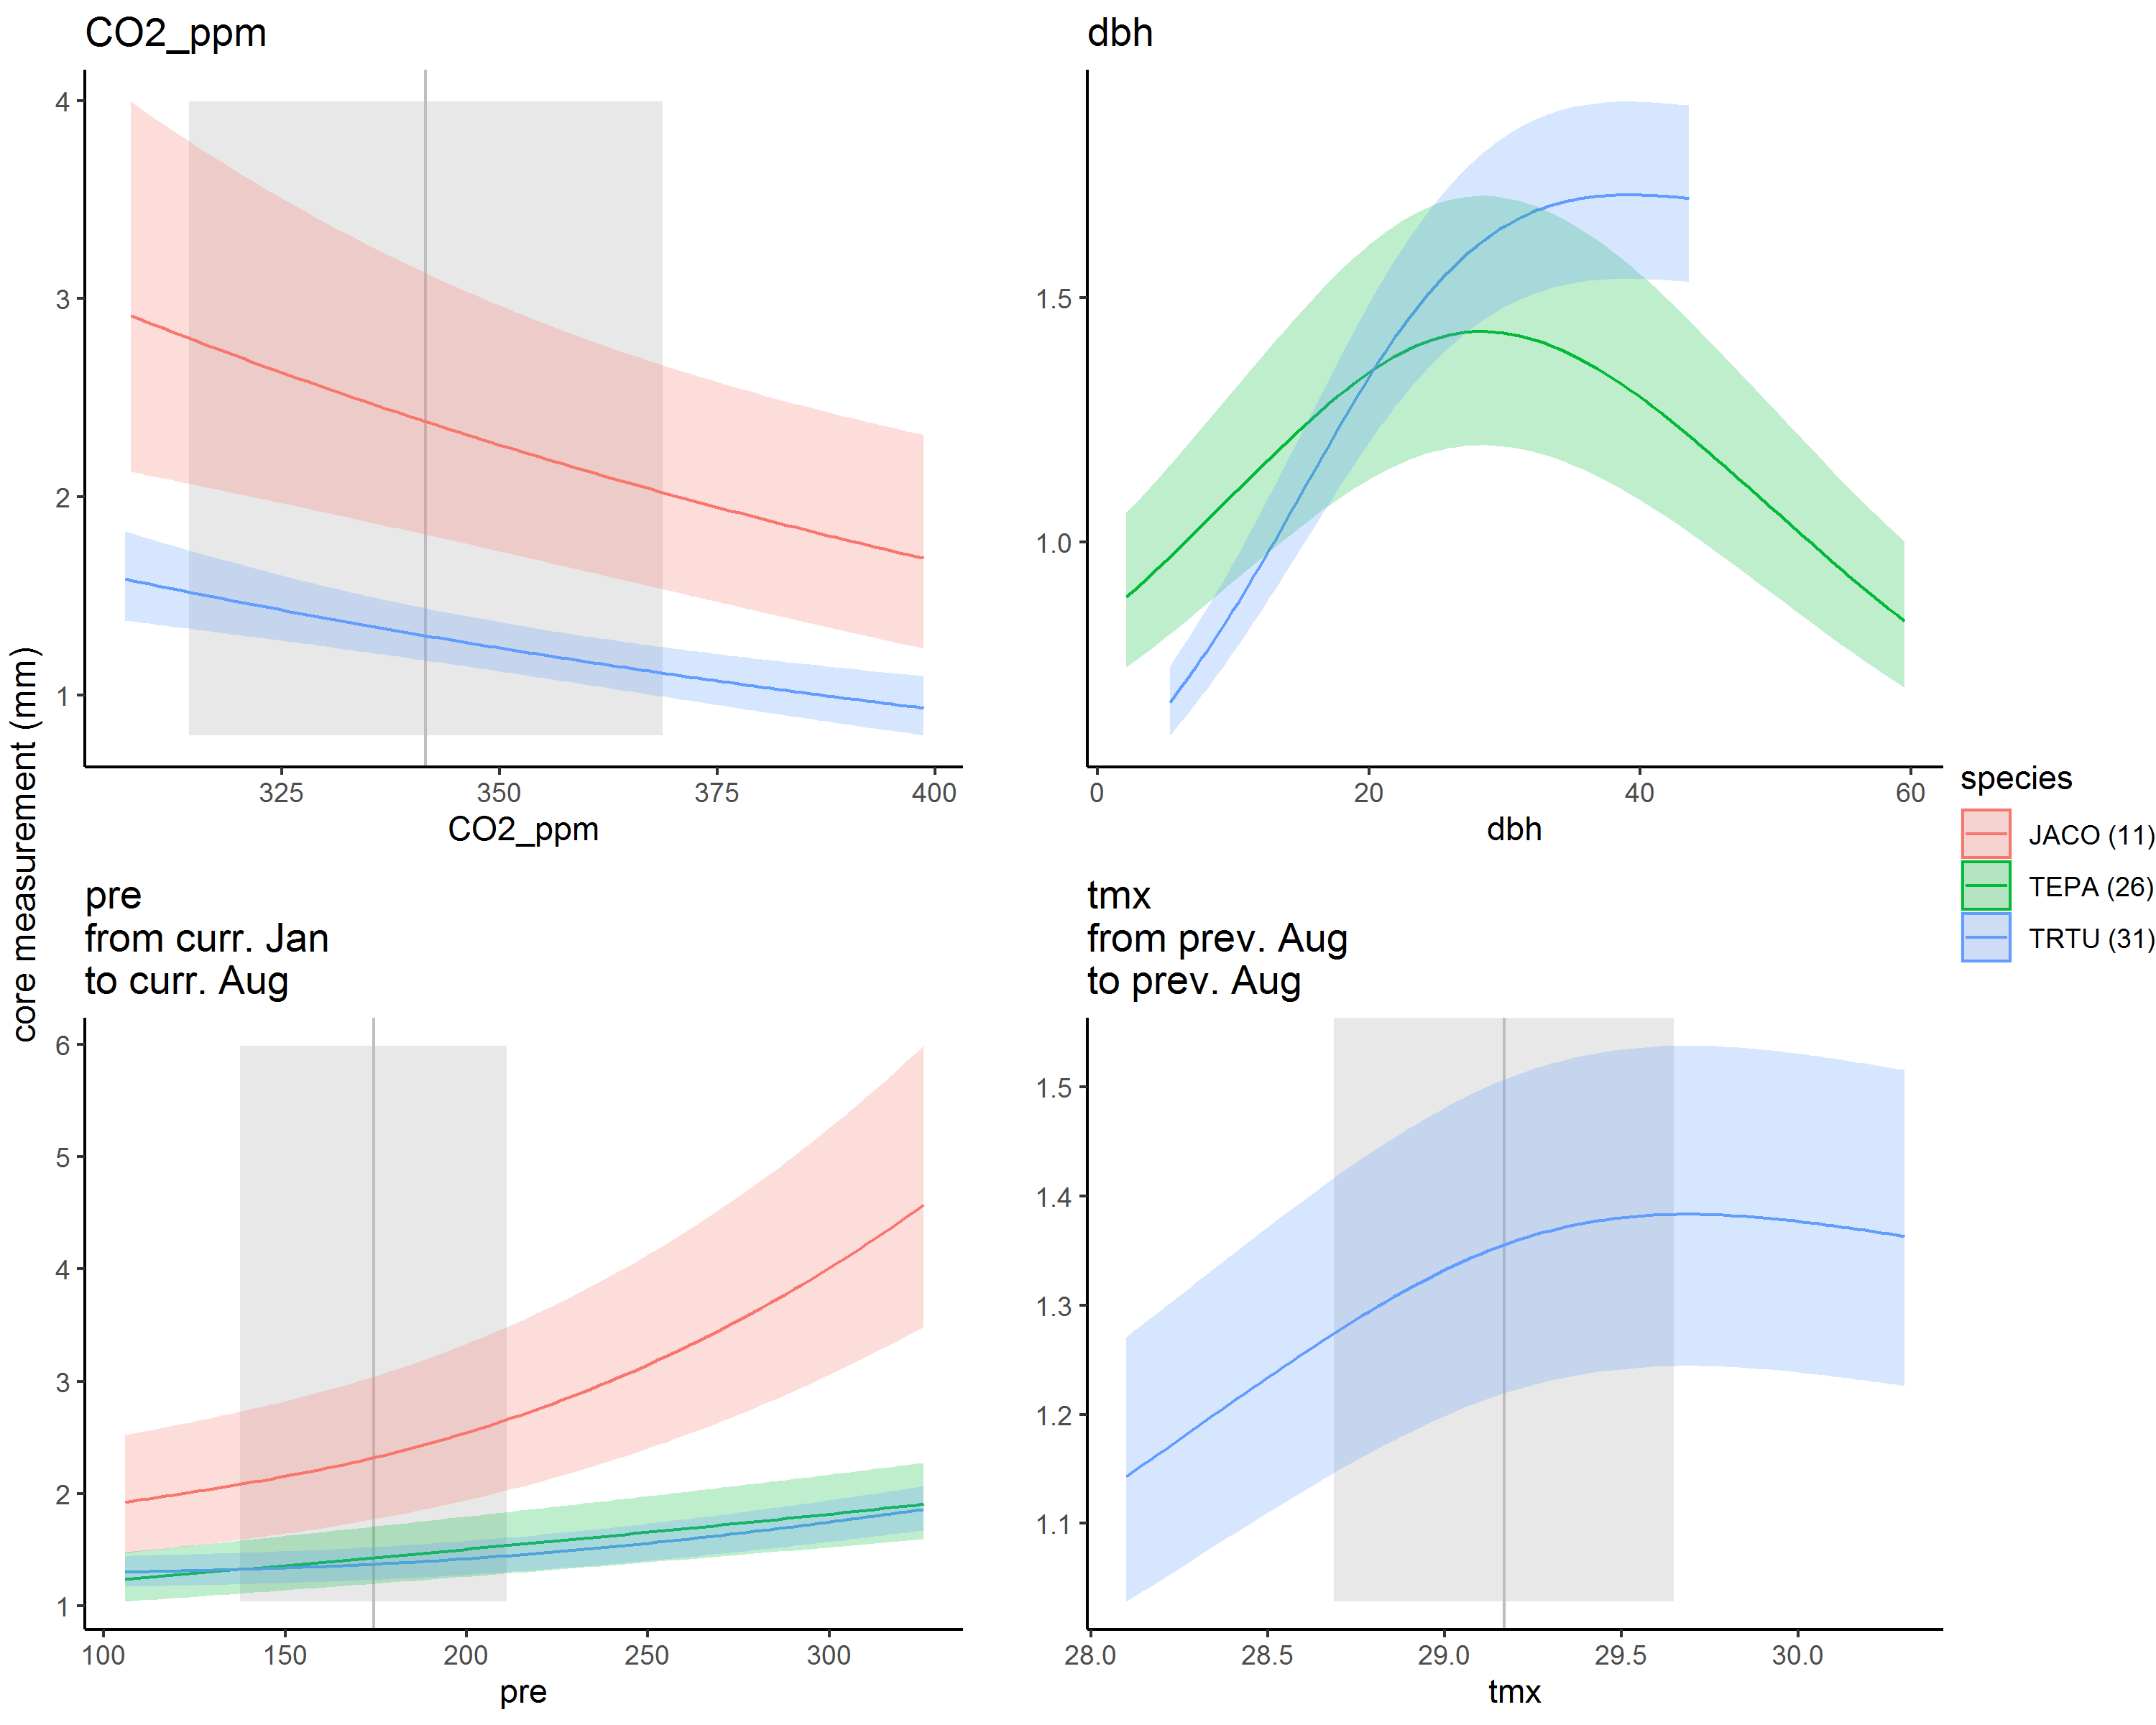 CO2_ppm
4
3
2
1
325
350
375
400
CO2_ppm
dbh
1.5
1.0
0
20
40
60
dbh
core measurement (mm)
pre
from curr. Jan
to curr. Aug
6
5
4
3
2
1
100
150
200
250
300
pre
tmx
from prev. Aug
to prev. Aug
1.5
1.4
1.3
1.2
1.1
28.0
28.5
29.0
29.5
30.0
tmx
species
JACO (11)
TEPA (26)
TRTU (31)